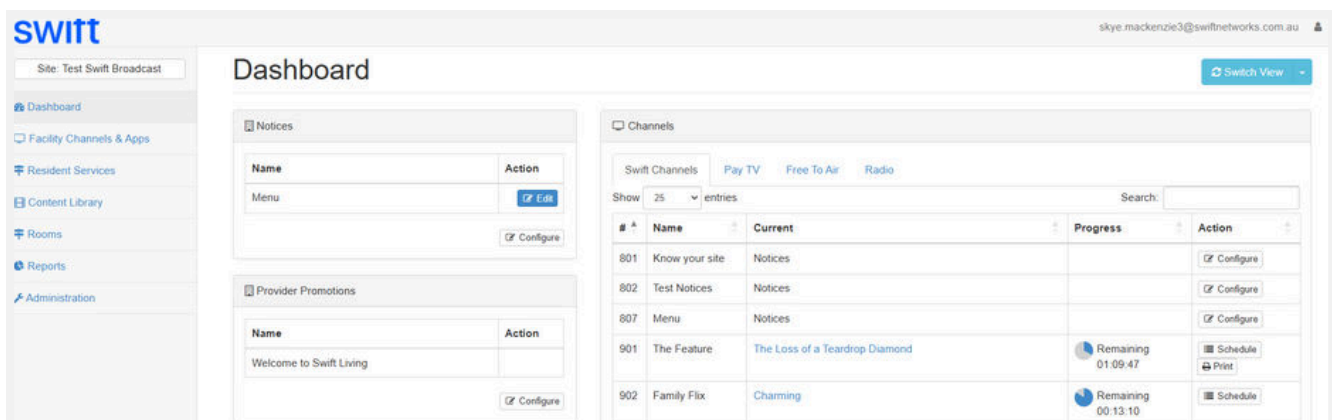 swift
skye.mackenzie3@swiftnetworks.com.au
Site: Test Swift Broadcast
Dashboard
Facility Channels & Apps
Resident Services
Content Library
Rooms
Reports
Administration
Dashboard
Switch View
Notices
Name Action
Menu Edit
Configure
Provider Promotions
Name Action
Welcome to Swift Living
Configure
Channels
Swift Channels Pay TV Free To Air Radio
Show 25 entries Search:
# Name Current Progress Action
801 Know your site Notices Configure
802 Test Notices Notices Configure
807 Menu Notices Configure
901 The Feature The Loss of a Teardrop Diamond Remaining Schedule
01:09:47 Print
902 Family Flix Charming Remaining Schedule
00:13:10